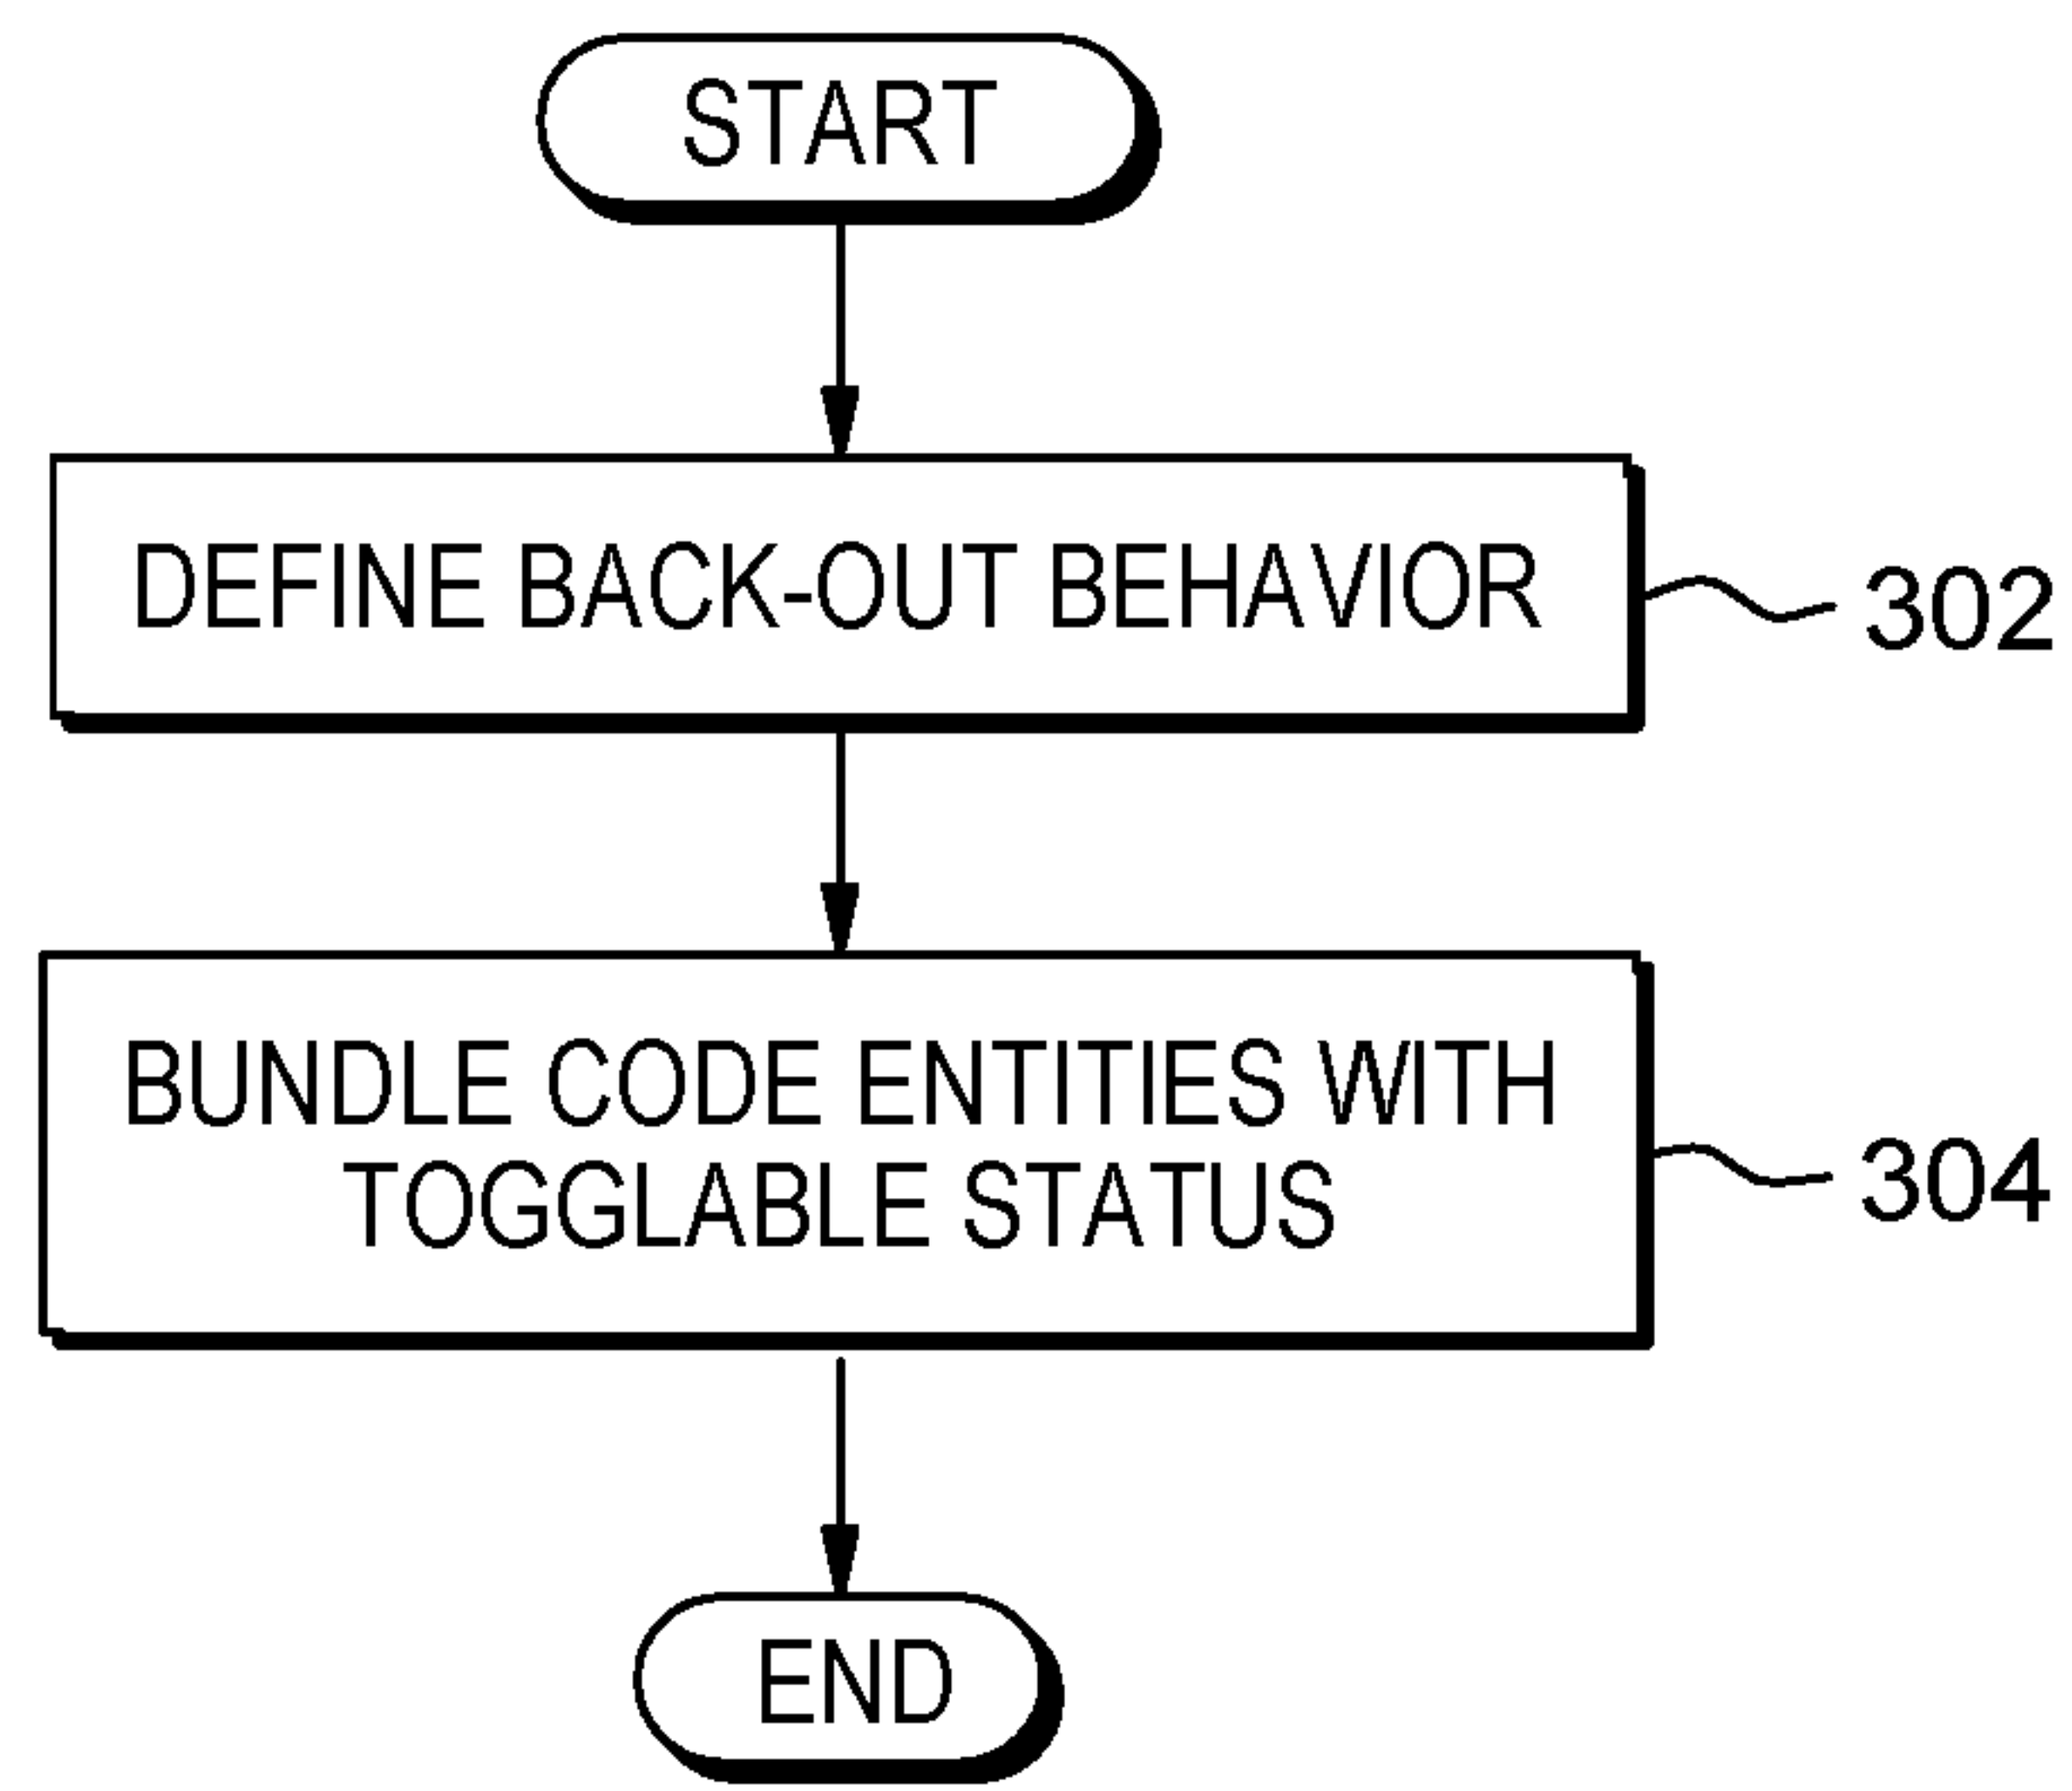 START
DEFINE BACK-OUT BEHAVIOR
302
BUNDLE CODE ENTITIES WITH
TOGGLABLE STATUS
304
END